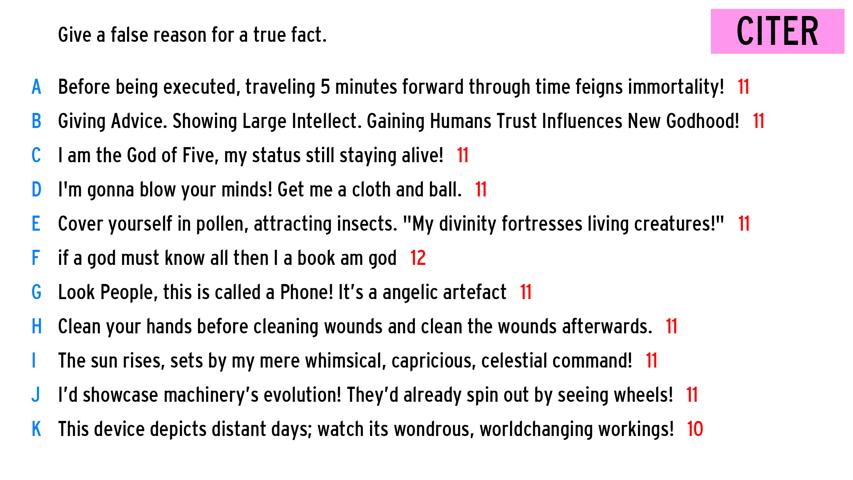 Give a false reason for a true fact.
CITER
A Before being executed, traveling 5 minutes forward through time feigns immortality! 11
B Giving Advice. Showing Large Intellect. Gaining Humans Trust Influences New Godhood! 11
C I am the God of Five, my status still staying alive! 11
D I'm gonna blow your minds! Get me a cloth and ball. 11
E Cover yourself in pollen, attracting insects. "My divinity fortresses living creatures!" 11
F if a god must know all then I a book am god 12
G Look People, this is called a Phone! It’s a angelic artefact 11
H Clean your hands before cleaning wounds and clean the wounds afterwards. 11
I The sun rises, sets by my mere whimsical, capricious, celestial command! 11
J I’d showcase machinery’s evolution! They’d already spin out by seeing wheels! 11
K This device depicts distant days; watch its wondrous, worldchanging workings! 10